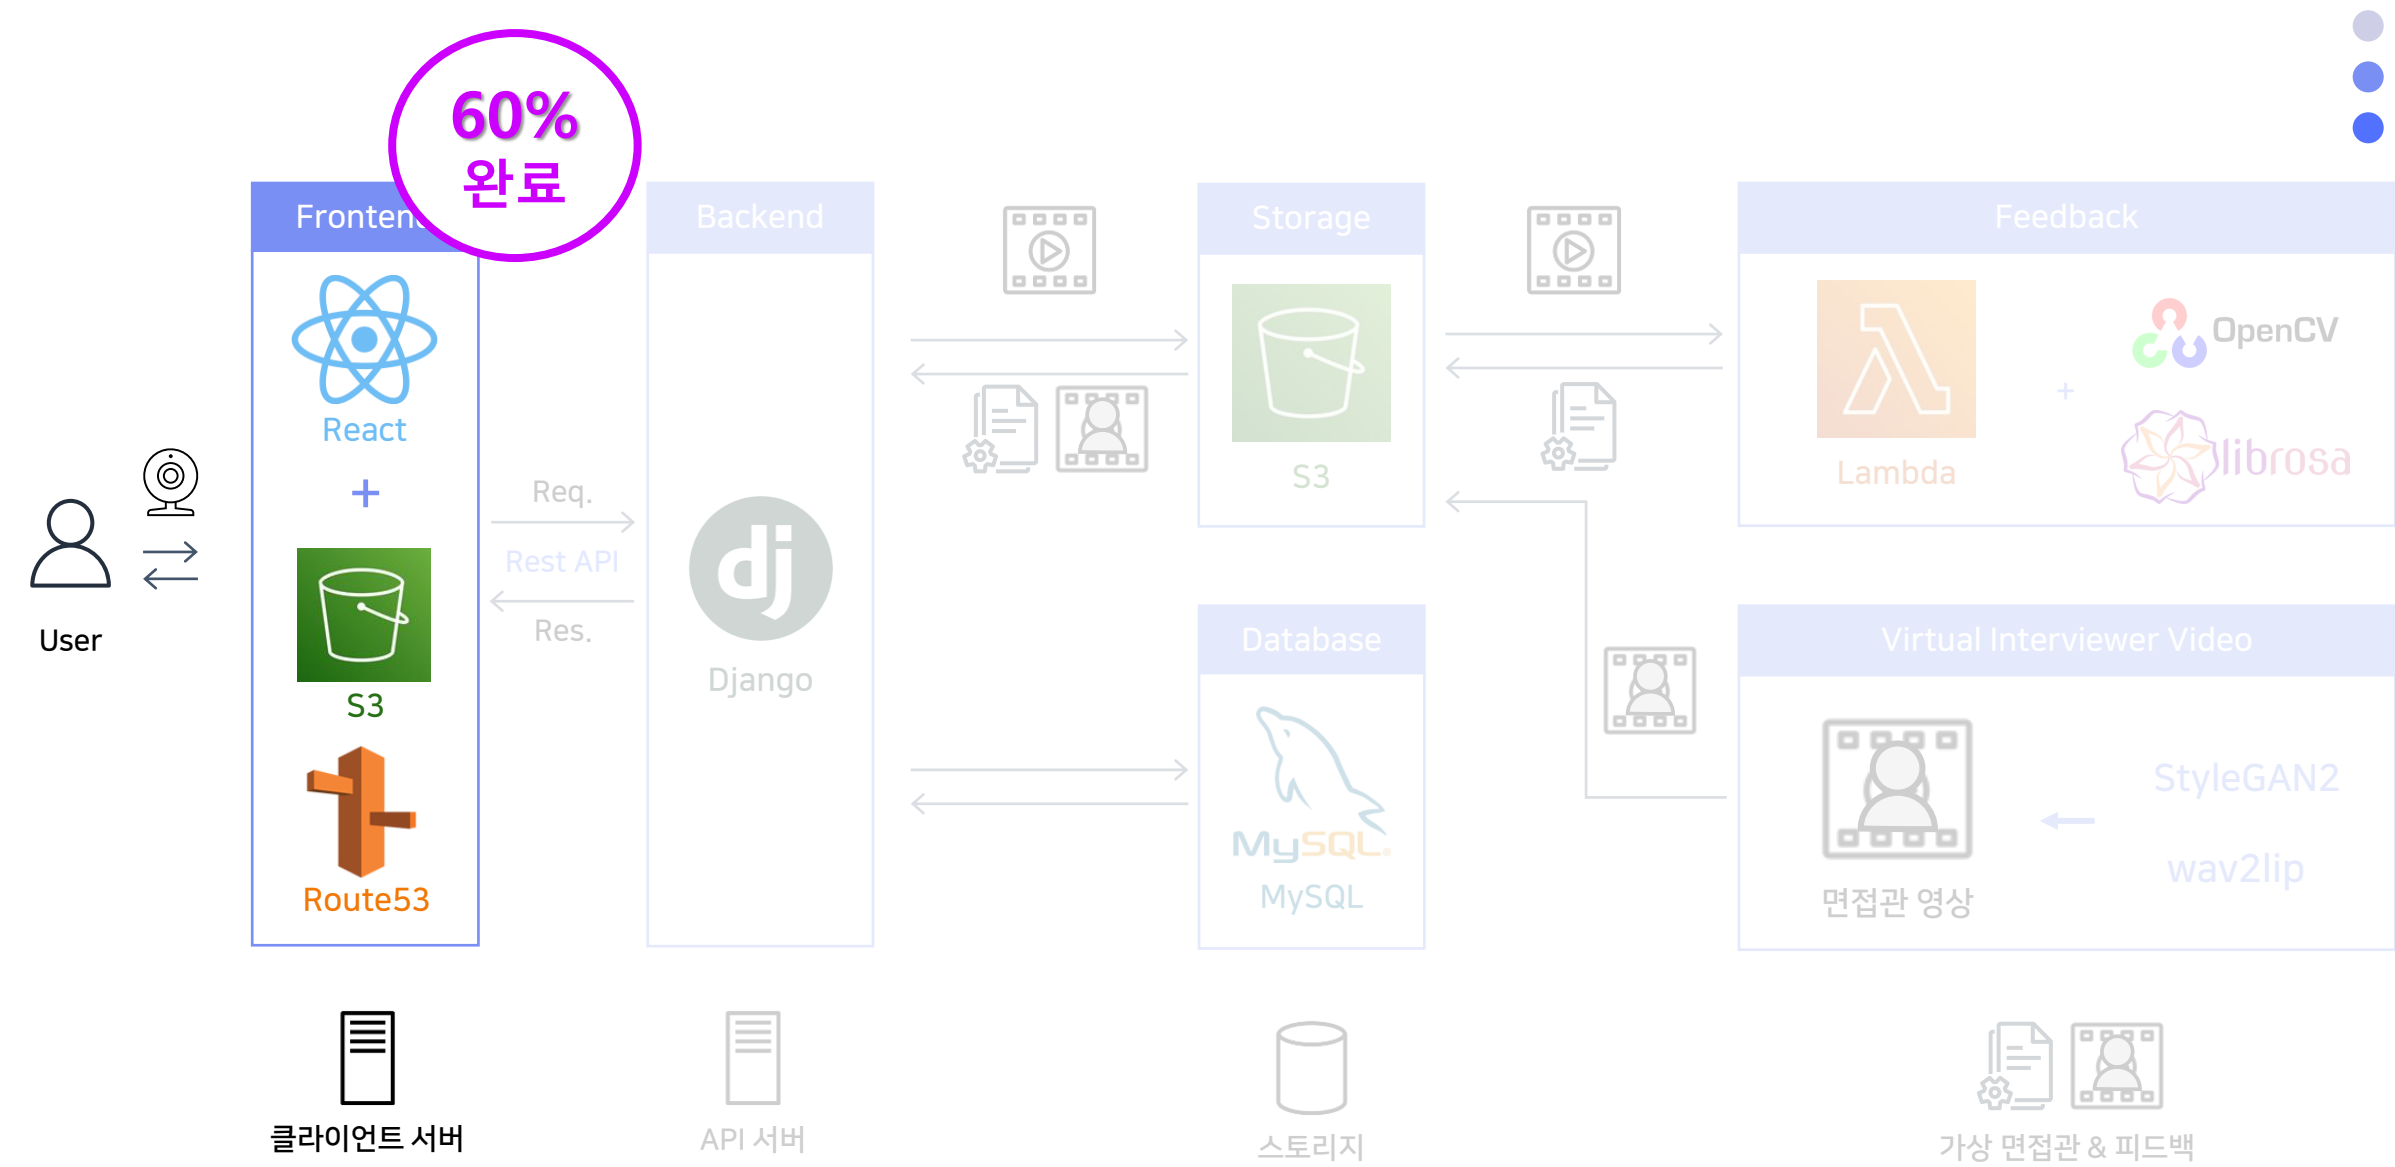 60%
완료
Frontend
React
+
S3
Route53
User
클라이언트 서버
Req.
Rest API
Res.
Backend
dj
Django
API 서버
Storage
S3
Database
MySQL
MySQL
스토리지
Feedback
Lambda
+
OpenCV
librosa
Virtual Interviewer Video
면접관 영상
StyleGAN2
wav2lip
가상 면접관 & 피드백